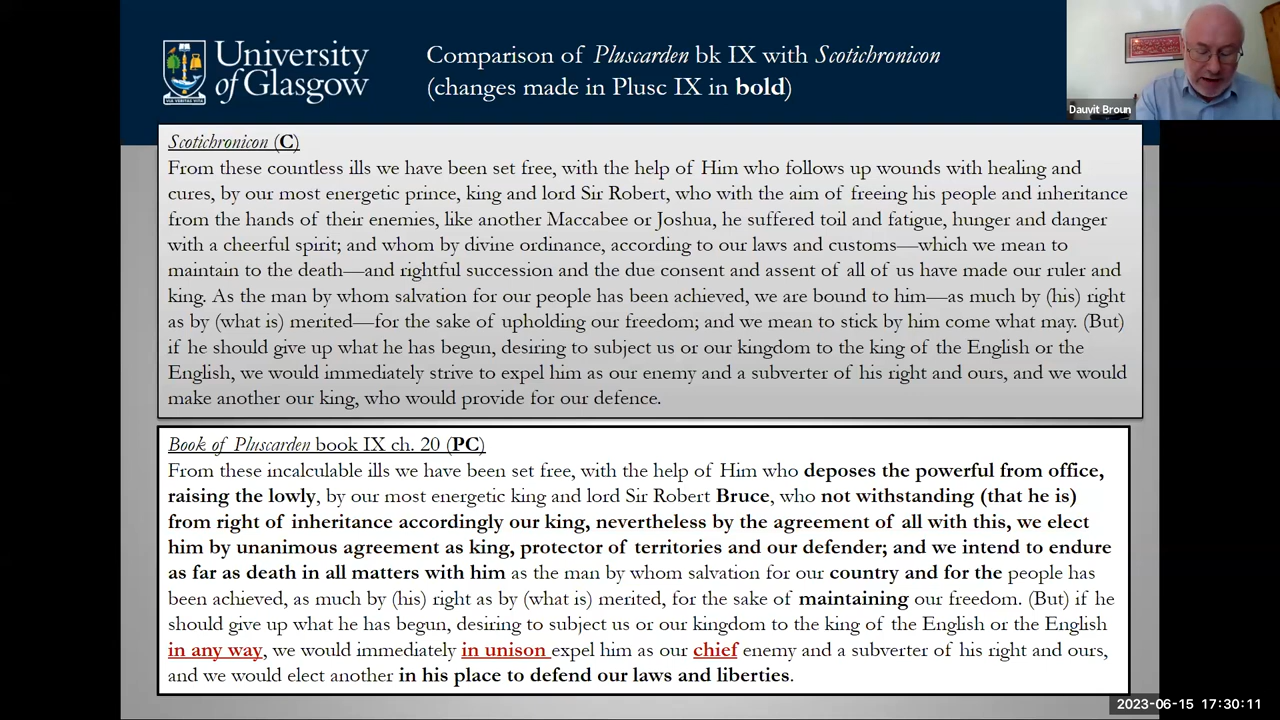 University
of Glasgow
VIA VERITAS VITA
Comparison of Pluscarden bk IX with Scotichronicon
(changes made in Plusc IX in bold)
Dauvit Broun
Scotichronicon (C)
From these countless ills we have been set free, with the help of Him who follows up wounds with healing and
cures, by our most energetic prince, king and lord Sir Robert, who with the aim of freeing his people and inheritance
from the hands of their enemies, like another Maccabee or Joshua, he suffered toil and fatigue, hunger and danger
with a cheerful spirit; and whom by divine ordinance, according to our laws and customs—which we mean to
maintain to the death—and rightful succession and the due consent and assent of all of us have made our ruler and
king. As the man by whom salvation for our people has been achieved, we are bound to him—as much by (his) right
as by (what is) merited—for the sake of upholding our freedom; and we mean to stick by him come what may. (But)
if he should give up what he has begun, desiring to subject us or our kingdom to the king of the English or the
English, we would immediately strive to expel him as our enemy and a subverter of his right and ours, and we would
make another our king, who would provide for our defence.
Book of Pluscarden book IX ch. 20 (PC)
From these incalculable ills we have been set free, with the help of Him who deposes the powerful from office,
raising the lowly, by our most energetic king and lord Sir Robert Bruce, who not withstanding (that he is)
from right of inheritance accordingly our king, nevertheless by the agreement of all with this, we elect
him by unanimous agreement as king, protector of territories and our defender; and we intend to endure
as far as death in all matters with him as the man by whom salvation for our country and for the people has
been achieved, as much by (his) right as by (what is) merited, for the sake of maintaining our freedom. (But) if he
should give up what he has begun, desiring to subject us or our kingdom to the king of the English or the English
in any way, we would immediately in unison expel him as our chief enemy and a subverter of his right and ours,
and we would elect another in his place to defend our laws and liberties.
2023-06-15 17:30:11